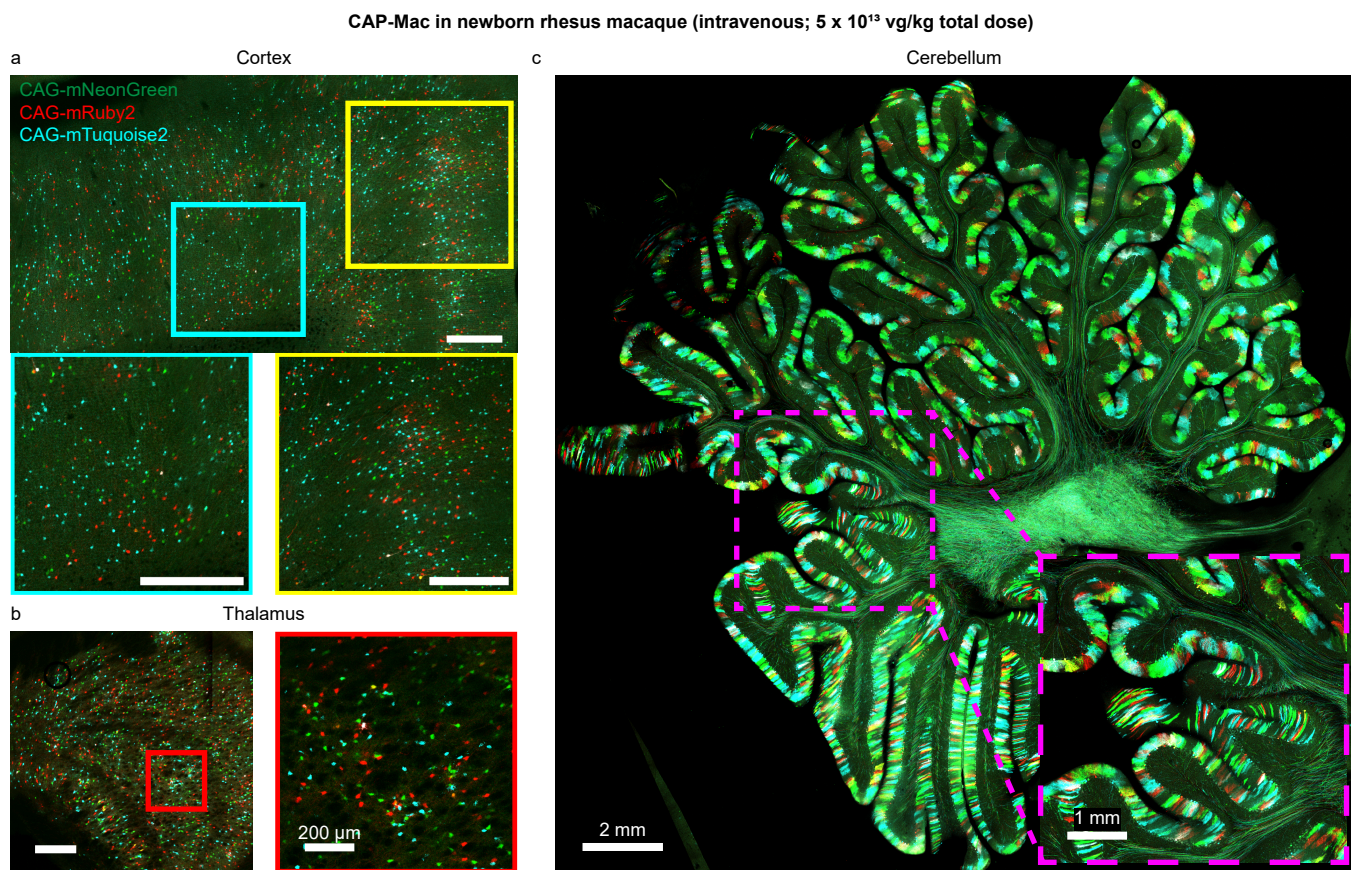 CAP-Mac in newborn rhesus macaque (intravenous; 5 x 10¹³ vg/kg total dose)
a
Cortex
CAG-mNeonGreen
CAG-mRuby2
CAG-mTuquoise2
b
Thalamus
200 µm
c
Cerebellum
2 mm
1 mm